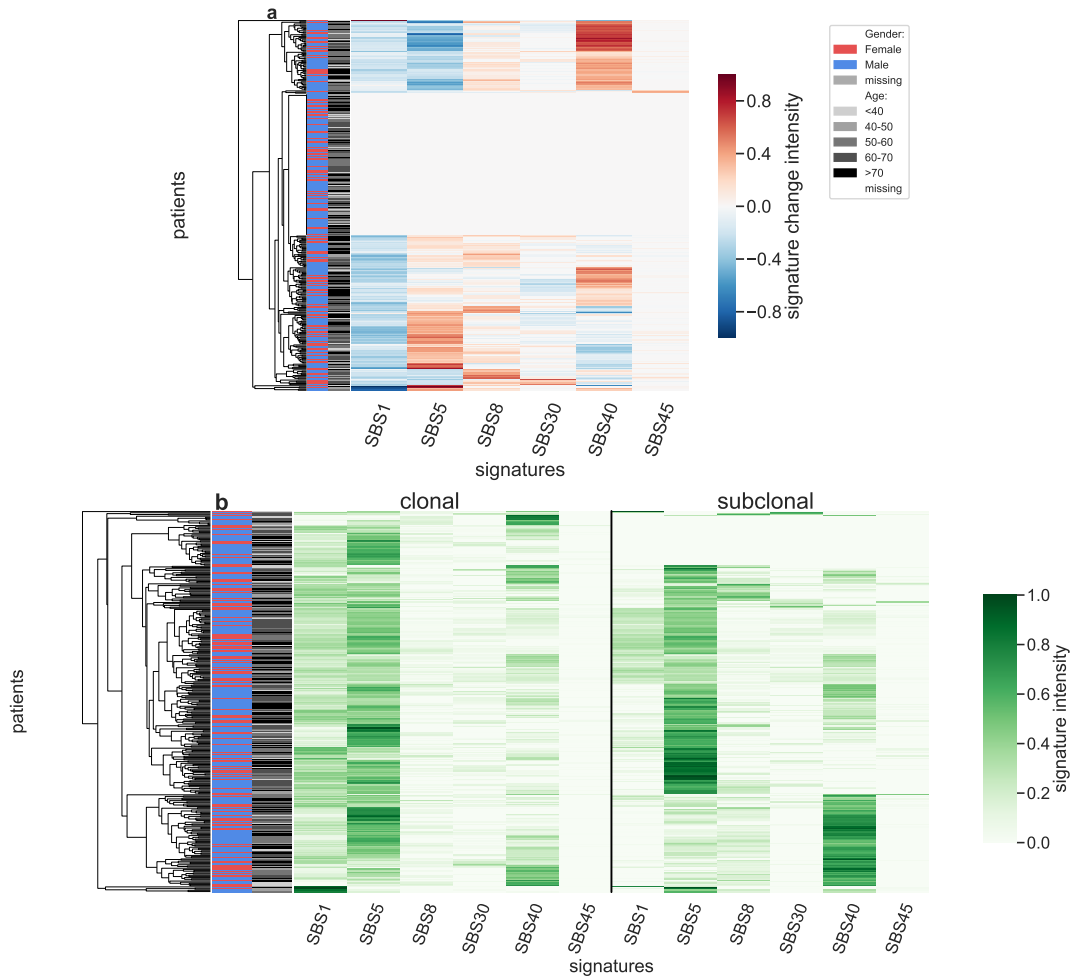 a
patients
SBS1
SBS5
SBS8
SBS30
SBS40
SBS45
signatures
0.8
0.4
0.0
−0.4
−0.8
signature change intensity
Gender:
Female
Male
missing
Age:
<40
40-50
50-60
60-70
>70
missing
b
clonal
subclonal
patients
SBS1
SBS5
SBS8
SBS30
SBS40
SBS45
SBS1
SBS5
SBS8
SBS30
SBS40
SBS45
signatures
1.0
0.8
0.6
0.4
0.2
0.0
signature intensity